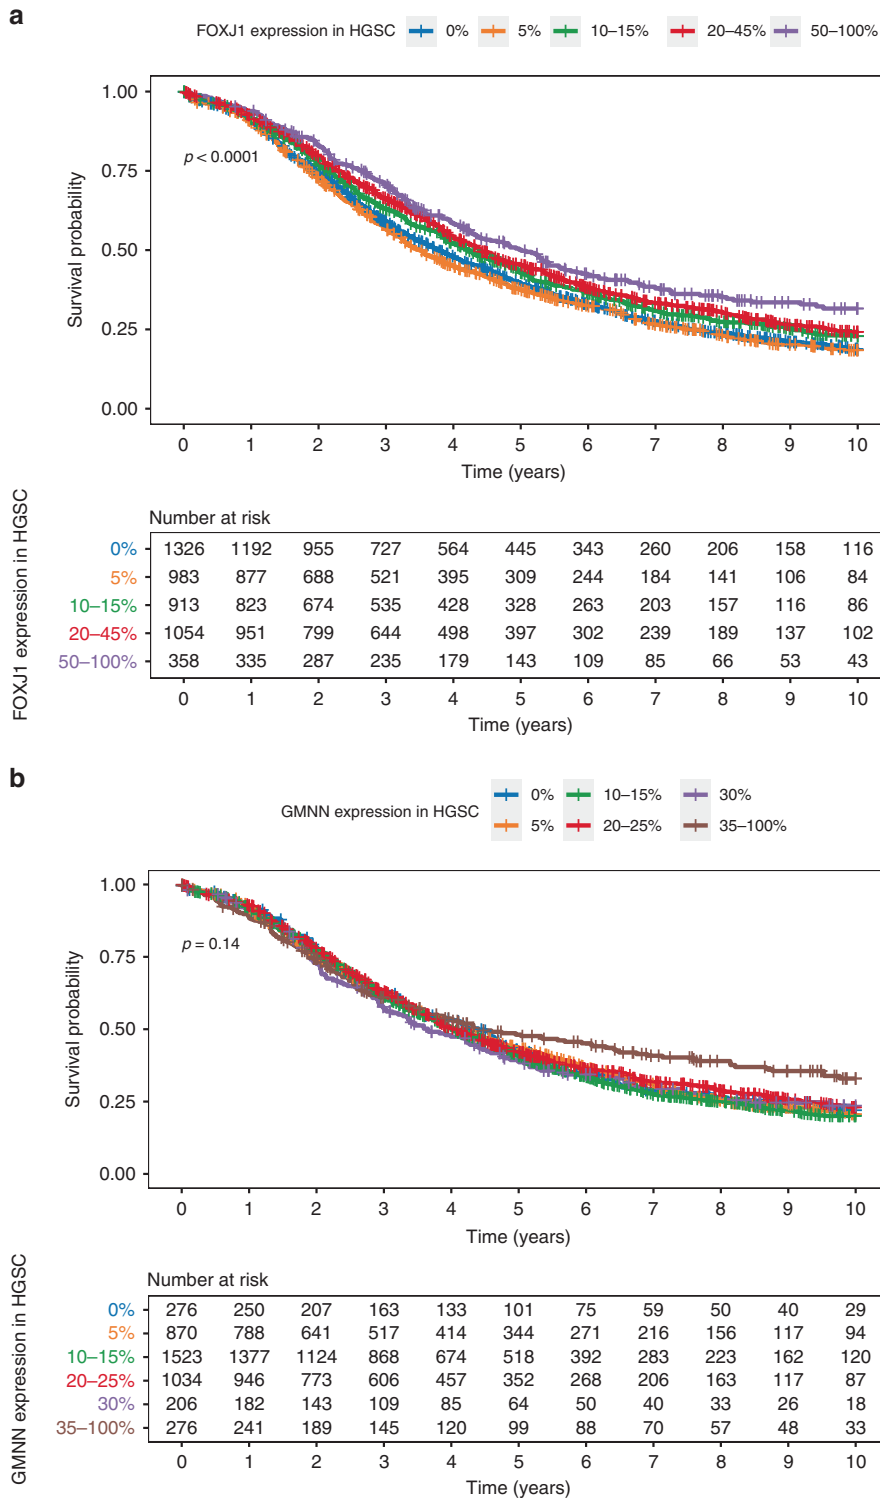 a
FOXJ1 expression in HGSC 0% 5% 10–15% 20–45% 50–100%
1.00
0.75
0.50
0.25
0.00
Survival probability
p < 0.0001
0 1 2 3 4 5 6 7 8 9 10
Time (years)
FOXJ1 expression in HGSC
Number at risk
0% 1326 1192 955 727 564 445 343 260 206 158 116
5% 983 877 688 521 395 309 244 184 141 106 84
10–15% 913 823 674 535 428 328 263 203 157 116 86
20–45% 1054 951 799 644 498 397 302 239 189 137 102
50–100% 358 335 287 235 179 143 109 85 66 53 43
0 1 2 3 4 5 6 7 8 9 10
Time (years)
b
GMNN expression in HGSC
0% 10–15% 30%
5% 20–25% 35–100%
1.00
0.75
0.50
0.25
0.00
Survival probability
p = 0.14
0 1 2 3 4 5 6 7 8 9 10
Time (years)
GMNN expression in HGSC
Number at risk
0% 276 250 207 163 133 101 75 59 50 40 29
5% 870 788 641 517 414 344 271 216 156 117 94
10–15% 1523 1377 1124 868 674 518 392 283 223 162 120
20–25% 1034 946 773 606 457 352 268 206 163 117 87
30% 206 182 143 109 85 64 50 40 33 26 18
35–100% 276 241 189 145 120 99 88 70 57 48 33
0 1 2 3 4 5 6 7 8 9 10
Time (years)